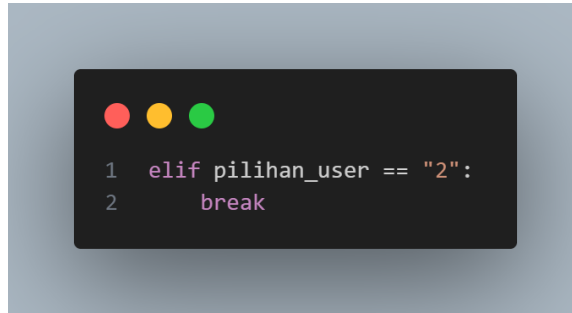 1 elif pilihan_user == "2":
2     break